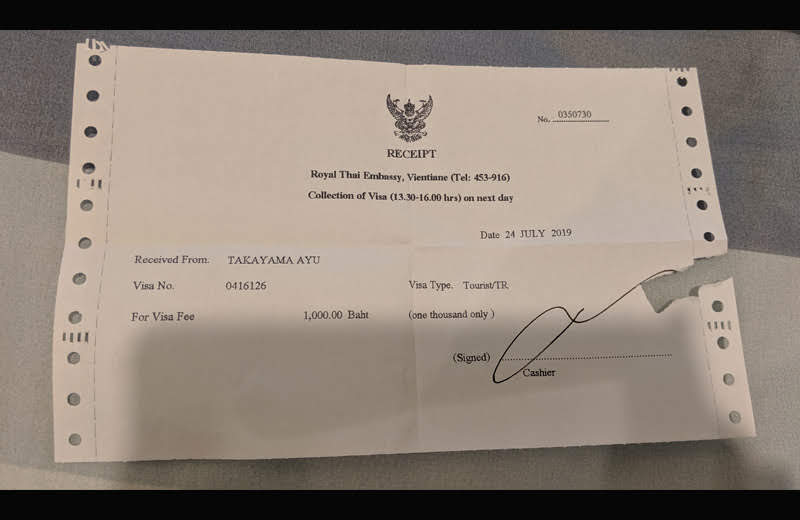 No. 0350730
RECEIPT
Royal Thai Embassy, Vientiane (Tel: 453-916)
Collection of Visa (13.30-16.00 hrs) on next day
Date 24 JULY 2019
Received From. TAKAYAMA AYU
Visa No. 0416126 Visa Type. Tourist/TR
For Visa Fee 1,000.00 Baht (one thousand only )
(Signed)
Cashier